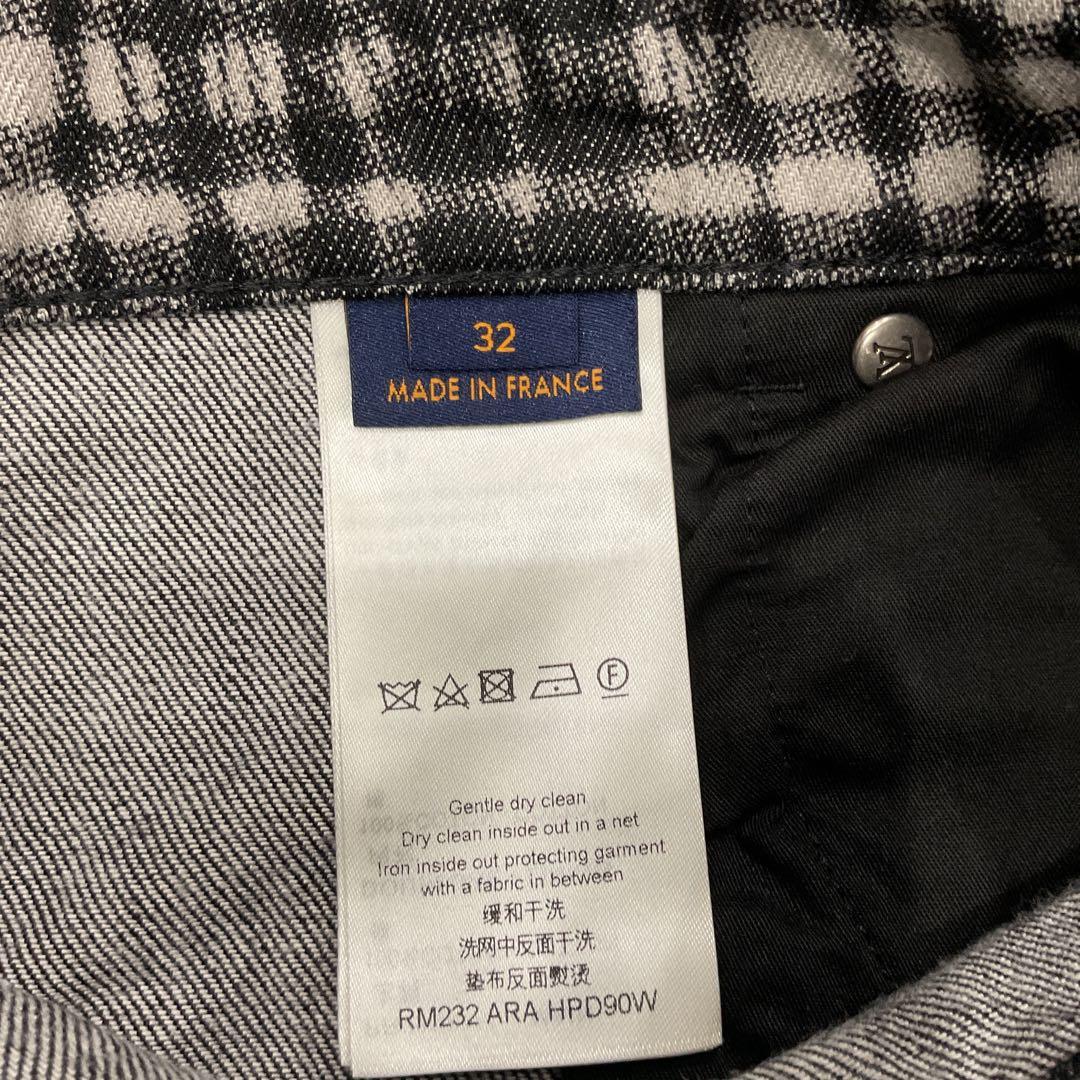 32
MADE IN FRANCE
F
Gentle dry clean
Dry clean inside out in a net
Iron inside out protecting garment
with a fabric in between
缓和干洗
洗网中反面干洗
垫布反面熨烫
RM232 ARA HPD90W